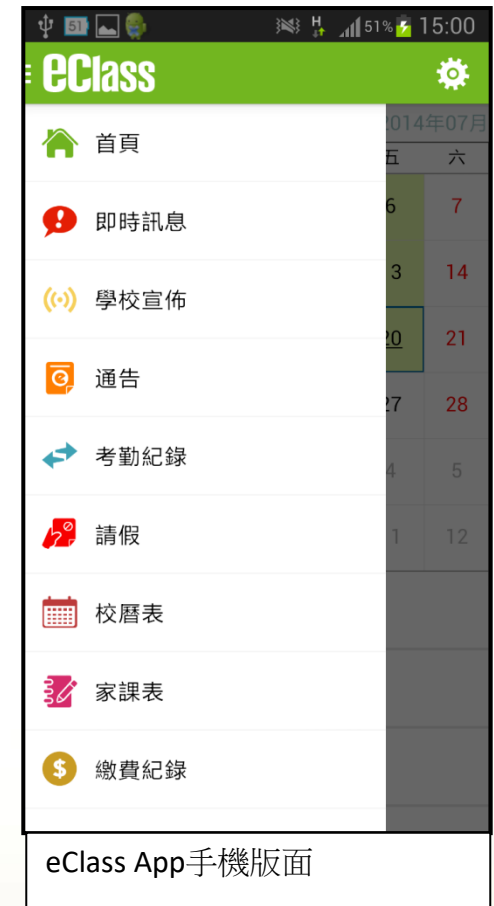 51 H 51% 15:00
eClass
首頁
即時訊息
學校宣佈
通告
考勤紀錄
請假
校曆表
家課表
繳費紀錄
2014年07月
五 六
6 7
3 14
20 21
27 28
4 5
1 12
eClass App手機版面